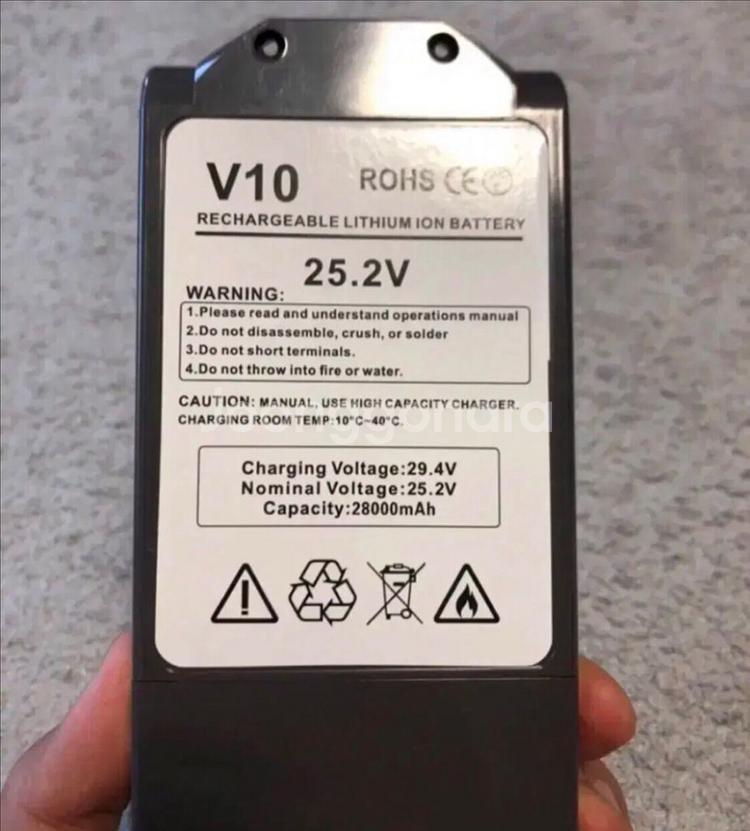 V10
ROHS CE
RECHARGEABLE LITHIUM ION BATTERY
25.2V
WARNING:
1.Please read and understand operations manual
2.Do not disassemble, crush, or solder
3.Do not short terminals.
4.Do not throw into fire or water.
CAUTION: MANUAL, USE HIGH CAPACITY CHARGER.
CHARGING ROOM TEMP:10°C~40°C.
Charging Voltage:29.4V
Nominal Voltage:25.2V
Capacity:28000mAh